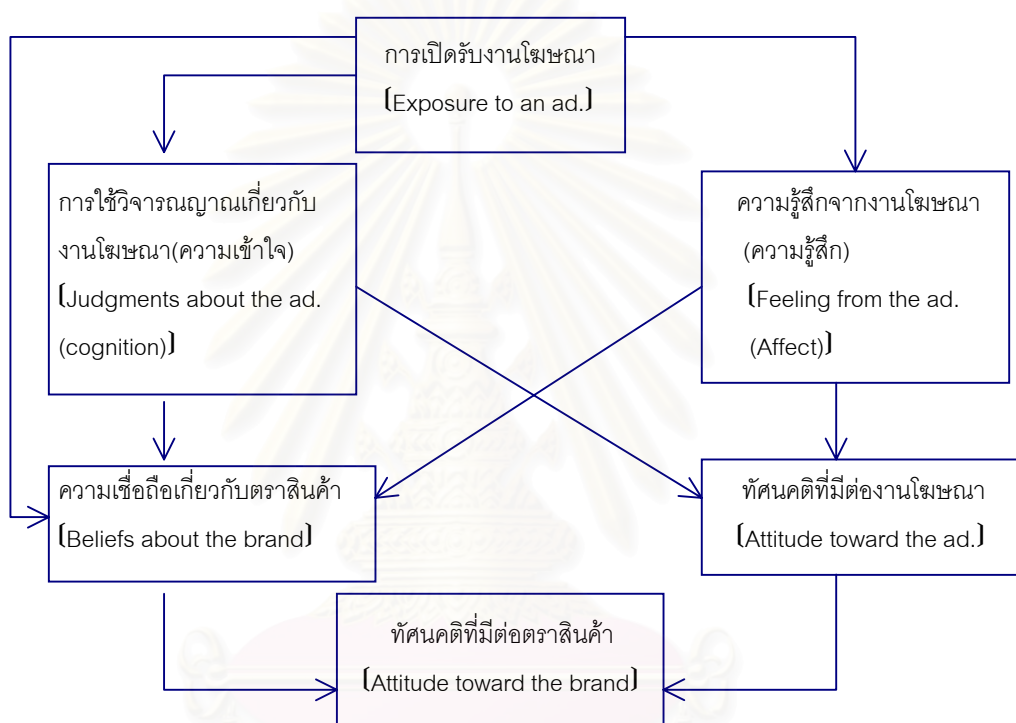 การเปิดรับงานโฆษณา
(Exposure to an ad.)
การใช้วิจารณญาณเกี่ยวกับ
งานโฆษณา(ความเข้าใจ)
(Judgments about the ad.
(cognition))
ความรู้สึกจากงานโฆษณา
(ความรู้สึก)
(Feeling from the ad.
(Affect))
ความเชื่อถือเกี่ยวกับตราสินค้า
(Beliefs about the brand)
ทัศนคติที่มีต่องานโฆษณา
(Attitude toward the ad.)
ทัศนคติที่มีต่อตราสินค้า
(Attitude toward the brand)